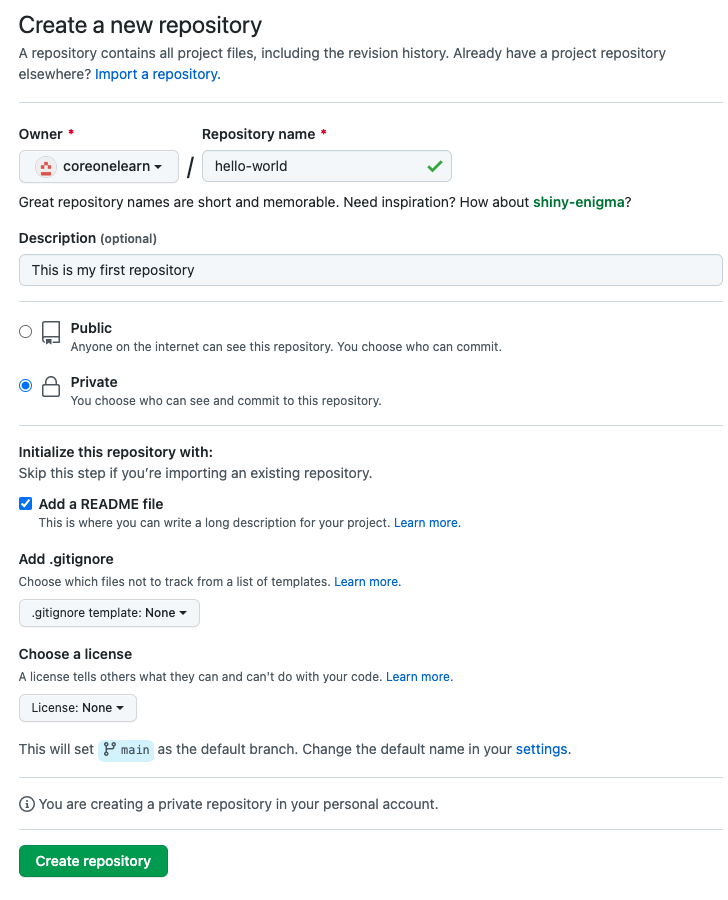 Create a new repository
A repository contains all project files, including the revision history. Already have a project repository
elsewhere? Import a repository.
Owner * Repository name *
coreonelearn / hello-world
Great repository names are short and memorable. Need inspiration? How about shiny-enigma?
Description (optional)
This is my first repository
Public
Anyone on the internet can see this repository. You choose who can commit.
Private
You choose who can see and commit to this repository.
Initialize this repository with:
Skip this step if you’re importing an existing repository.
Add a README file
This is where you can write a long description for your project. Learn more.
Add .gitignore
Choose which files not to track from a list of templates. Learn more.
.gitignore template: None
Choose a license
A license tells others what they can and can't do with your code. Learn more.
License: None
This will set main as the default branch. Change the default name in your settings.
You are creating a private repository in your personal account.
Create repository